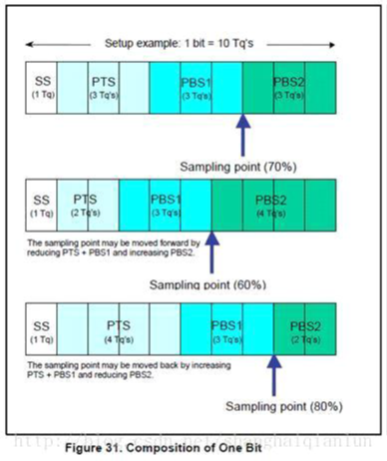 Setup example: 1 bit = 10 Tq's
SS PTS PBS1 PBS2
(1 Tq) (3 Tq's) (3 Tq's) (3 Tq's)
Sampling point (70%)
SS PTS PBS1 PBS2
(1 Tq) (2 Tq's) (3 Tq's) (4 Tq's)
The sampling point may be moved forward by
reducing PTS + PBS1 and increasing PBS2.
Sampling point (60%)
SS PTS PBS1 PBS2
(1 Tq) (4 Tq's) (3 Tq's) (2 Tq's)
The sampling point may be moved back by increasing
PTS + PBS1 and reducing PBS2.
Sampling point (80%)
Figure 31. Composition of One Bit